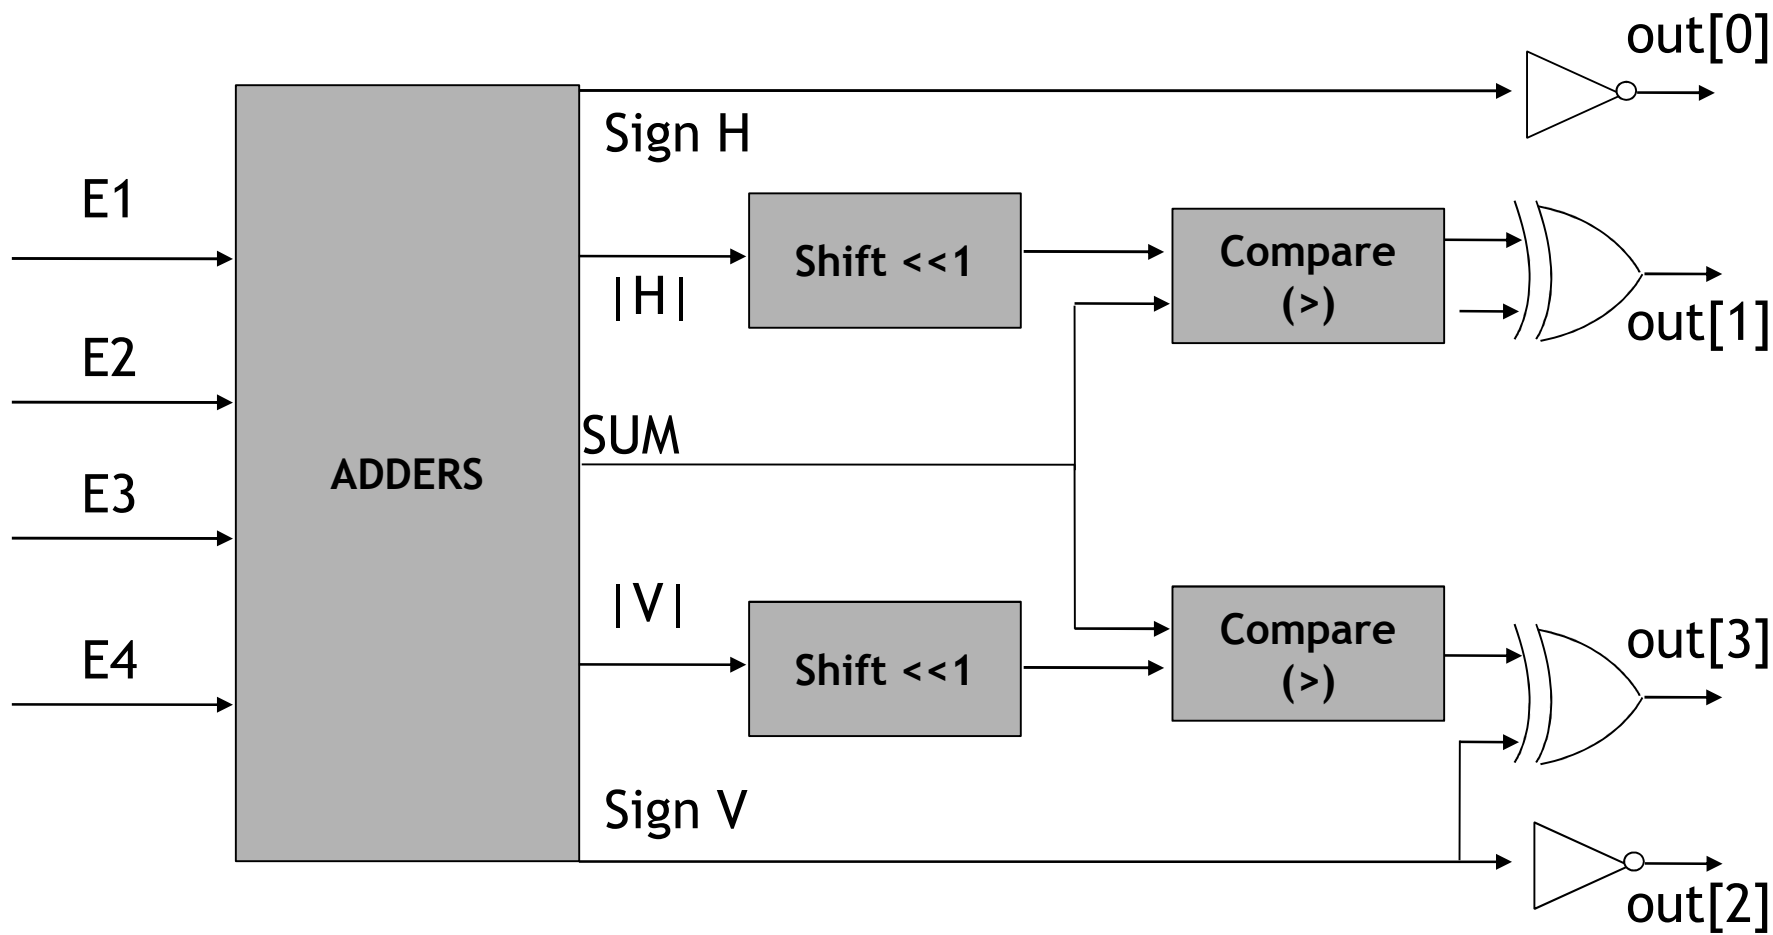 out[0]
Sign H
E1
Shift <<1
Compare
(>)
|H|
out[1]
E2
SUM
ADDERS
E3
|V|
Shift <<1
Compare
(>)
out[3]
E4
Sign V
out[2]